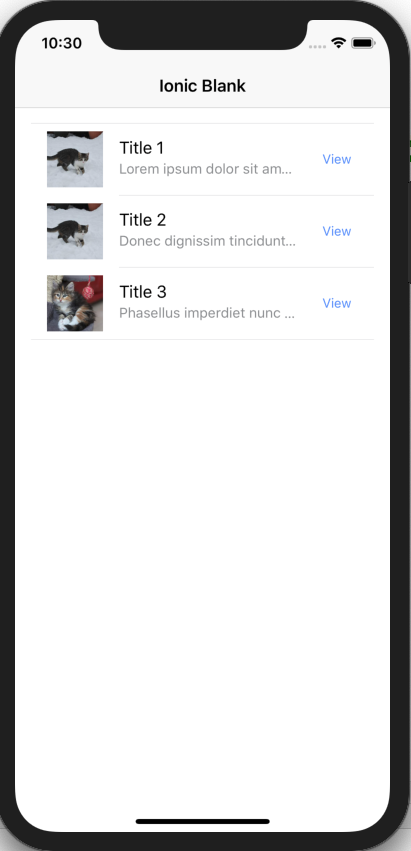 10:30
Ionic Blank
Title 1
Lorem ipsum dolor sit am...
View
Title 2
Donec dignissim tincidunt...
View
Title 3
Phasellus imperdiet nunc ...
View